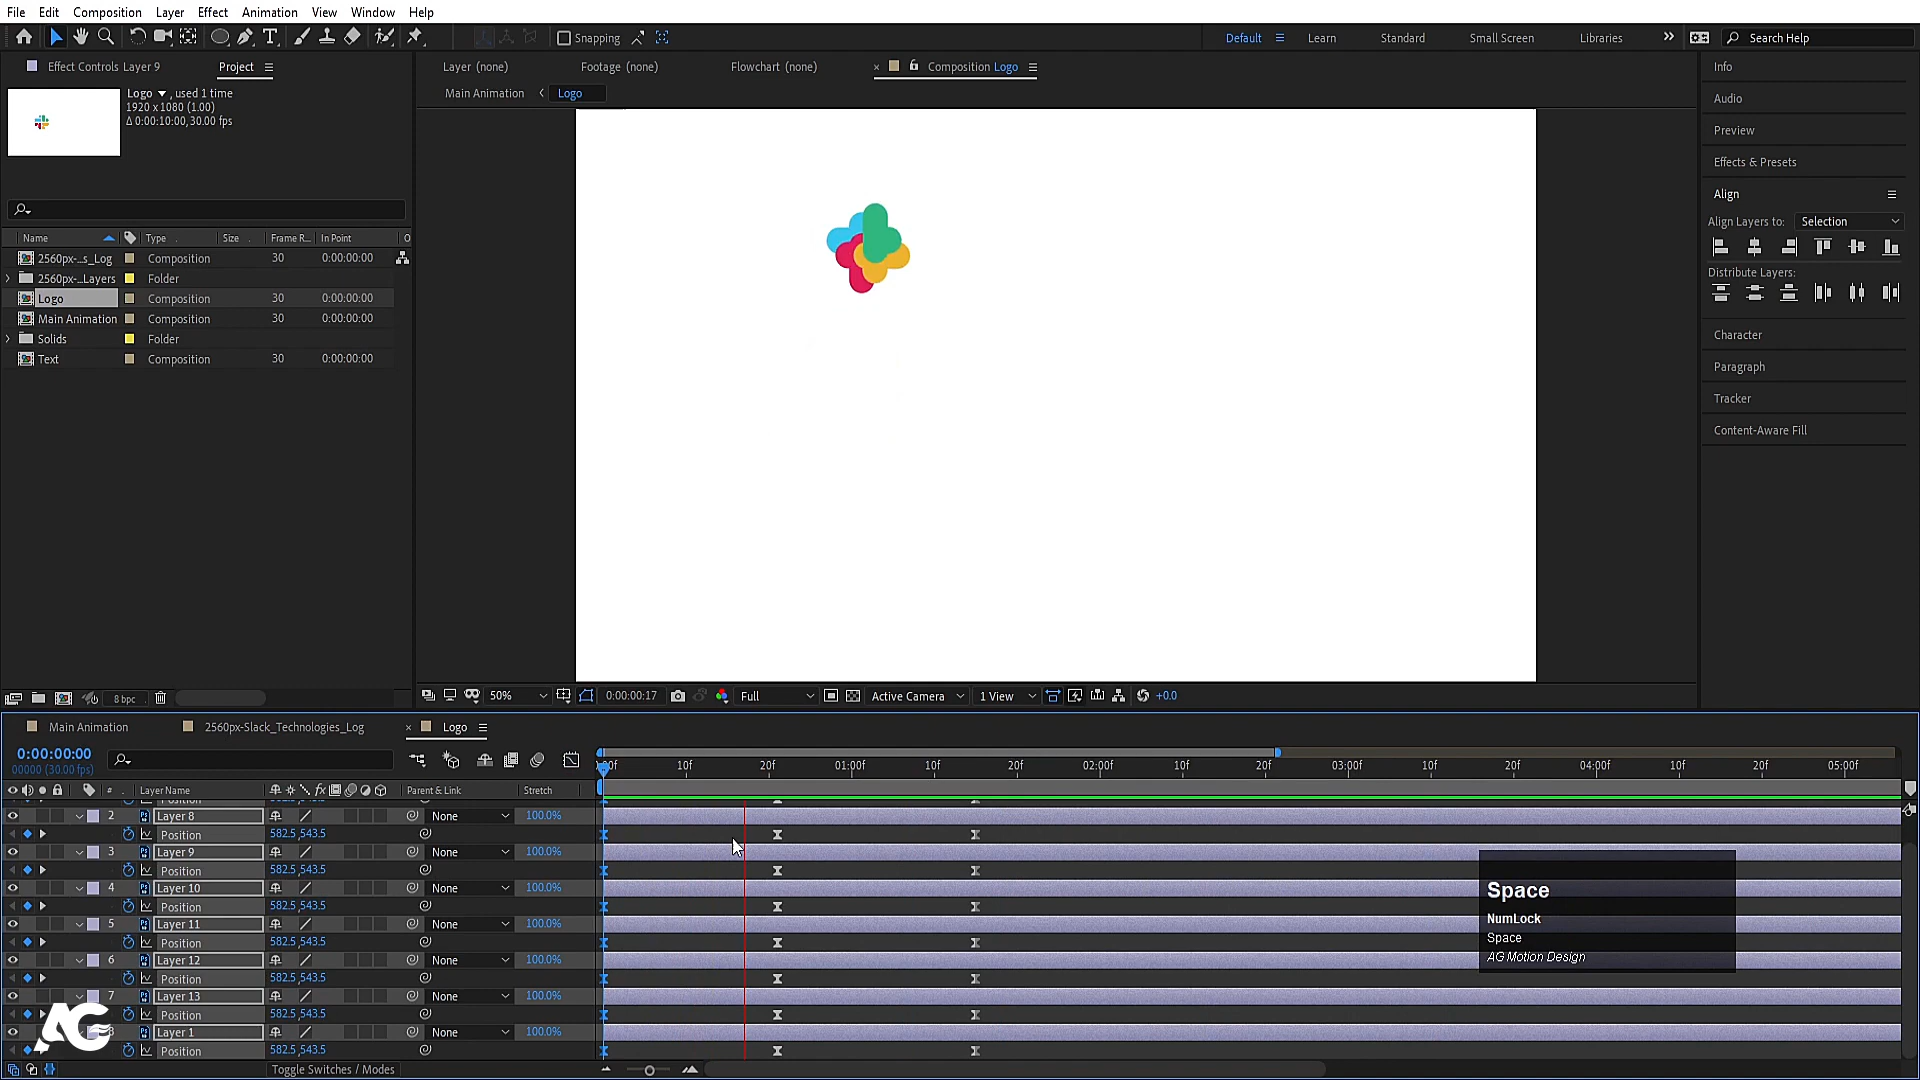 File Edit Composition Layer Effect Animation View Window Help
Snapping Default Learn Standard Small Screen Libraries Search Help
Effect Controls Layer 9 Project Layer (none) Footage (none) Flowchart (none) Composition Logo Info
Logo , used 1 time
1920 x 1080 (1.00)
Δ 0:00:10:00, 30.00 fps
Main Animation Logo
Audio
Preview
Effects & Presets
Align
Align Layers to: Selection
Distribute Layers:
Character
Paragraph
Tracker
Content-Aware Fill
Name Type Size Frame R... In Point O
2560px-...s_Log Composition 30 0:00:00:00
2560px-...Layers Folder
Logo Composition 30 0:00:00:00
Main Animation Composition 30 0:00:00:00
Solids Folder
Text Composition 30 0:00:00:00
8 bpc 50% 0:00:00:17 Full Active Camera 1 View +0.0
Main Animation 2560px-Slack_Technologies_Log Logo
0:00:00:00
00000 (30.00 fps)
10f 20f 01:00f 10f 20f 02:00f 10f 20f 03:00f 10f 20f 04:00f 10f 20f 05:00f
# Layer Name fx Parent & Link Stretch
2 Layer 8 None 100.0%
Position 582.5,543.5
3 Layer 9 None 100.0%
Position 582.5,543.5
4 Layer 10 None 100.0%
Position 582.5,543.5
5 Layer 11 None 100.0%
Position 582.5,543.5
6 Layer 12 None 100.0%
Position 582.5,543.5
7 Layer 13 None 100.0%
Position 582.5,543.5
8 Layer 1 None 100.0%
Position 582.5,543.5
Toggle Switches / Modes
Space
NumLock
Space
AG Motion Design
AG